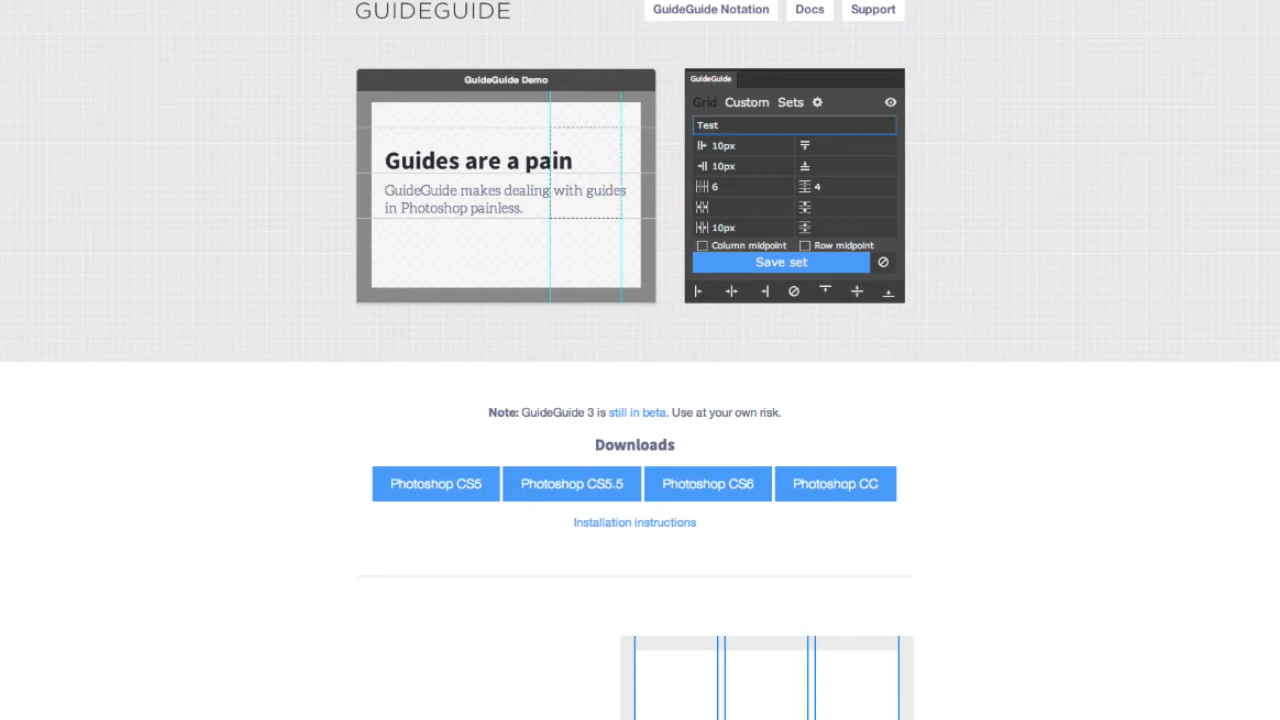 GUIDEGUIDE
GuideGuide Notation Docs Support
GuideGuide Demo
Guides are a pain
GuideGuide makes dealing with guides
in Photoshop painless.
GuideGuide
Grid Custom Sets
Test
10px
10px
6 4
10px
Column midpoint Row midpoint
Save set
Note: GuideGuide 3 is still in beta. Use at your own risk.
Downloads
Photoshop CS5 Photoshop CS5.5 Photoshop CS6 Photoshop CC
Installation instructions